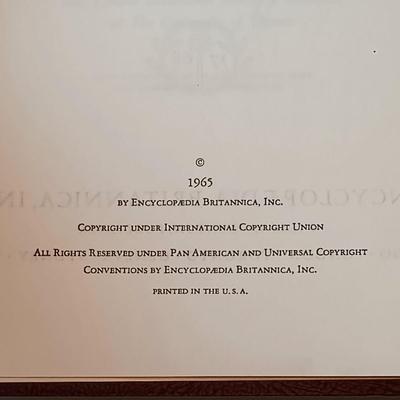 ©
1965
BY ENCYCLOPÆDIA BRITANNICA, INC.
COPYRIGHT UNDER INTERNATIONAL COPYRIGHT UNION
ALL RIGHTS RESERVED UNDER PAN AMERICAN AND UNIVERSAL COPYRIGHT
CONVENTIONS BY ENCYCLOPÆDIA BRITANNICA, INC.
PRINTED IN THE U. S. A.